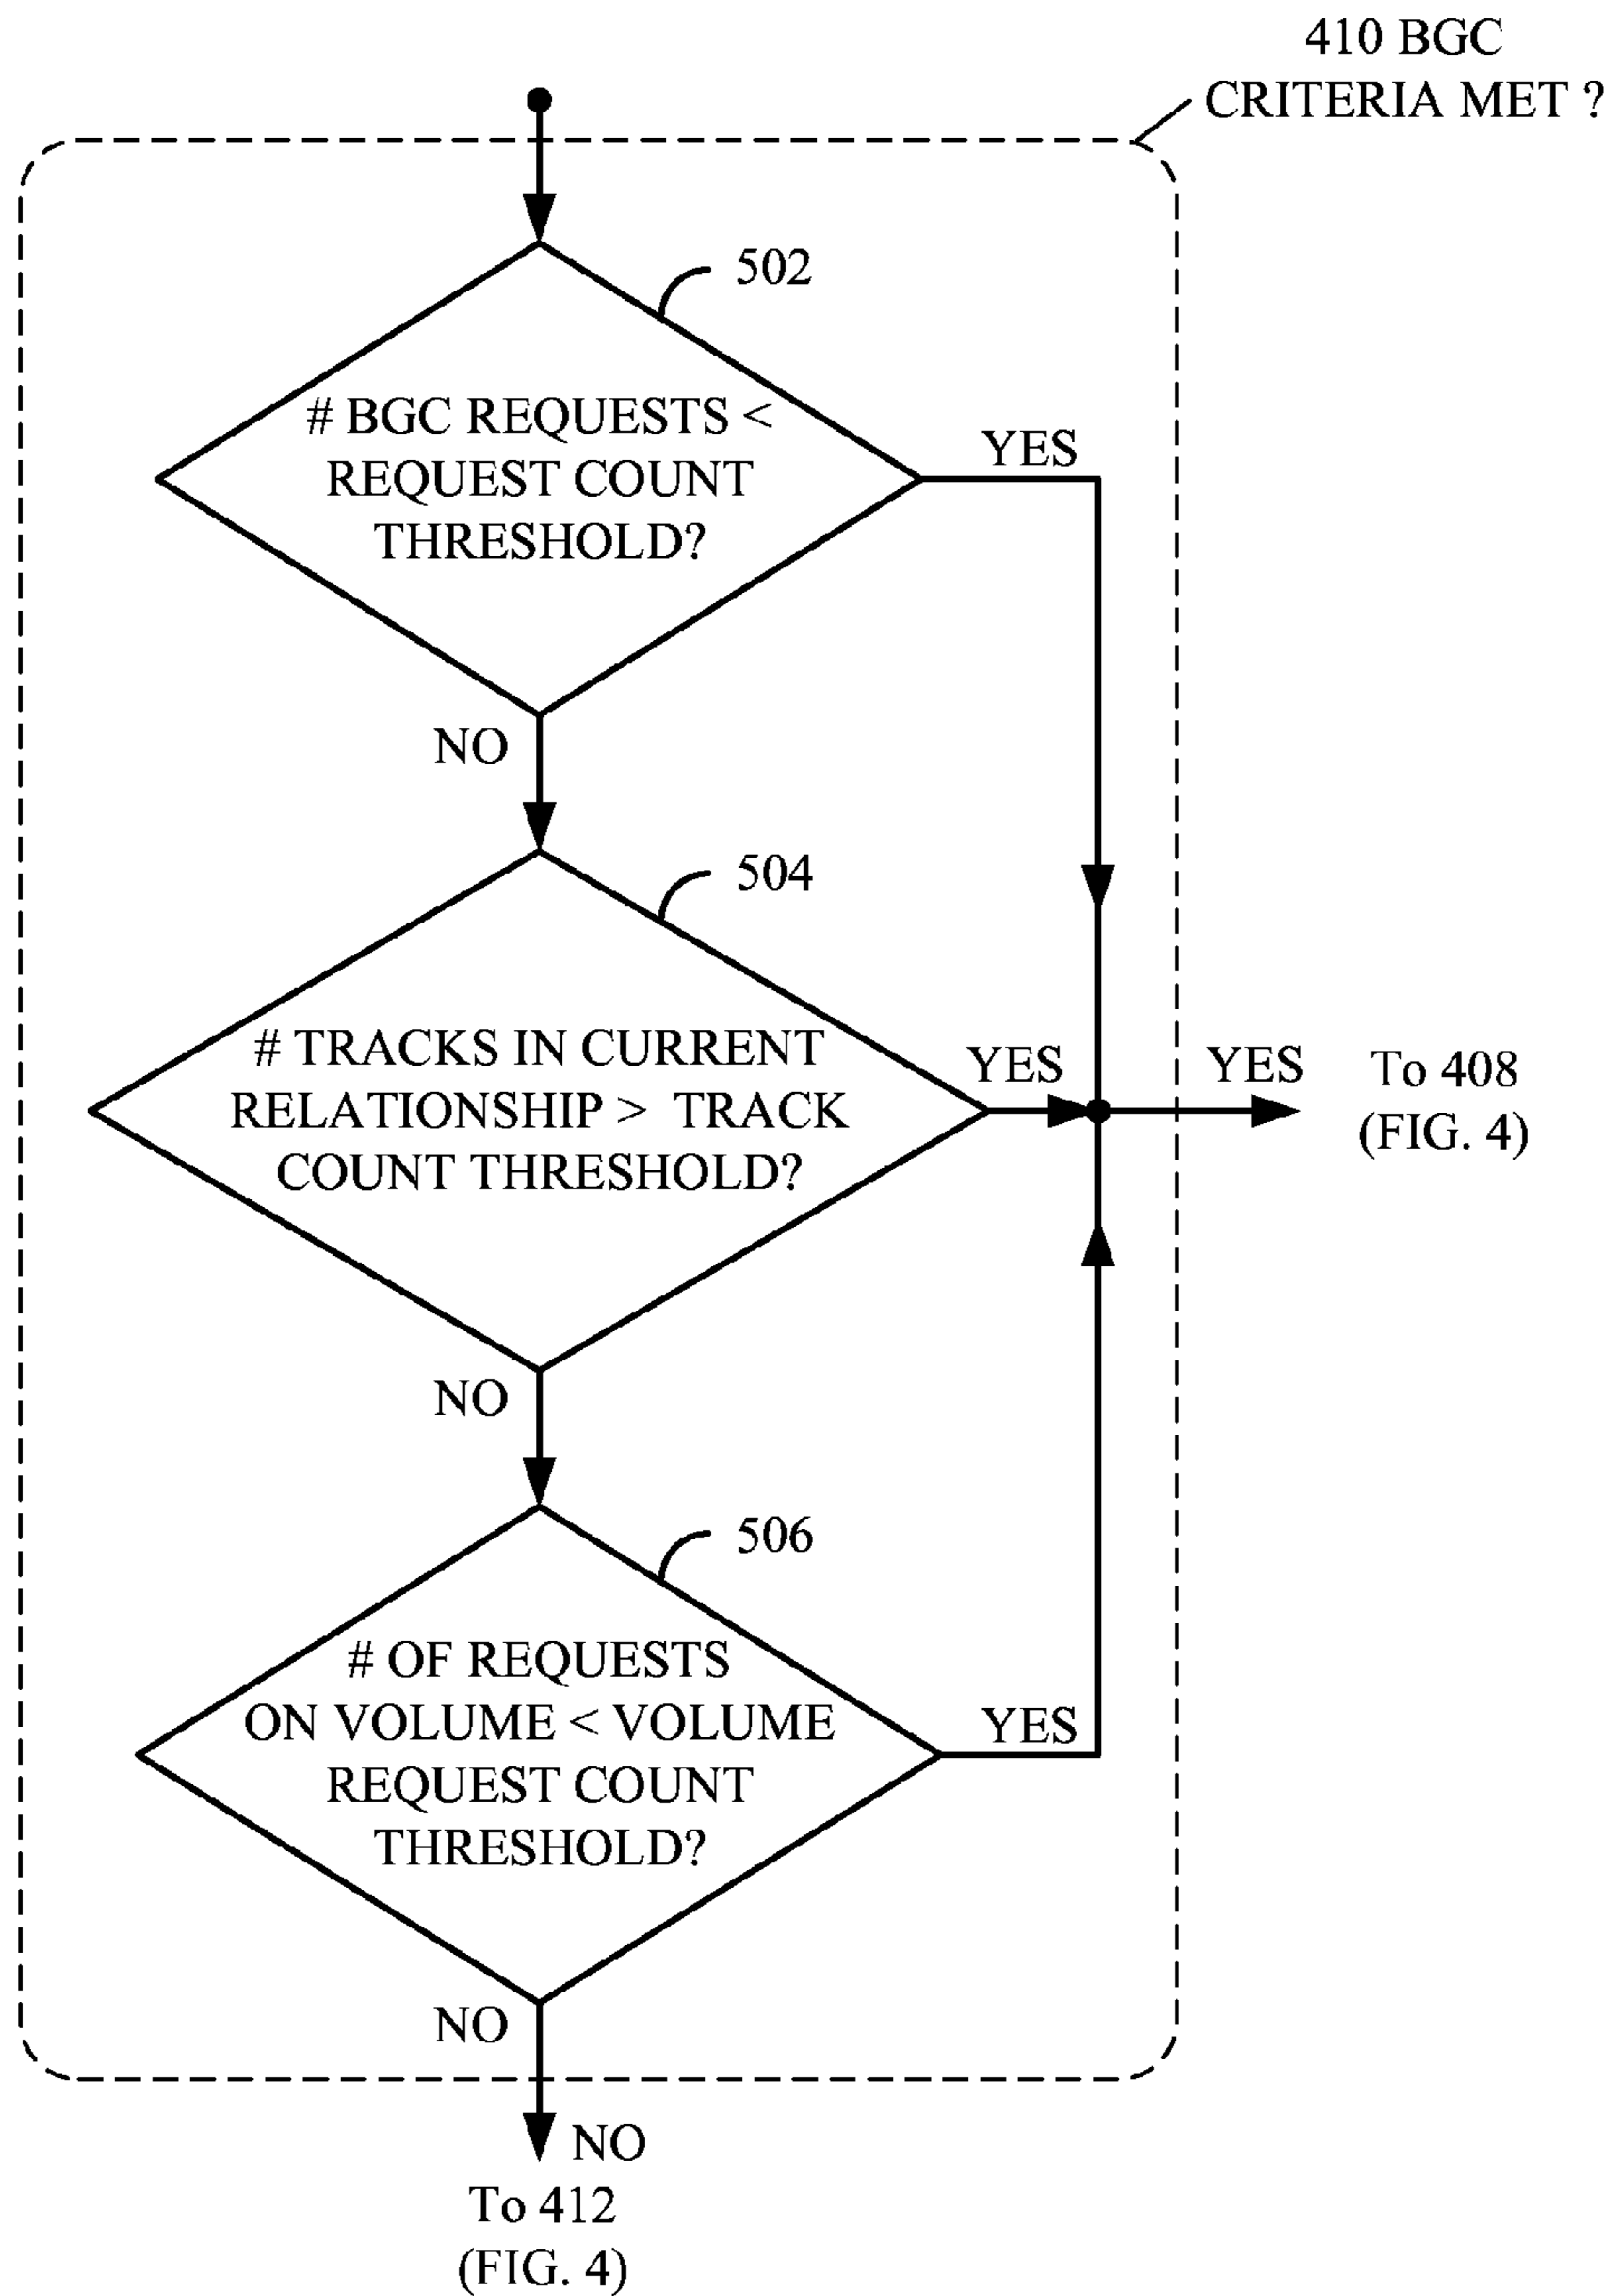 410 BGC
CRITERIA MET ?
502
# BGC REQUESTS <
REQUEST COUNT
THRESHOLD?
YES
NO
504
# TRACKS IN CURRENT
RELATIONSHIP > TRACK
COUNT THRESHOLD?
YES
YES
To 408
(FIG. 4)
NO
506
# OF REQUESTS
ON VOLUME < VOLUME
REQUEST COUNT
THRESHOLD?
YES
NO
NO
To 412
(FIG. 4)